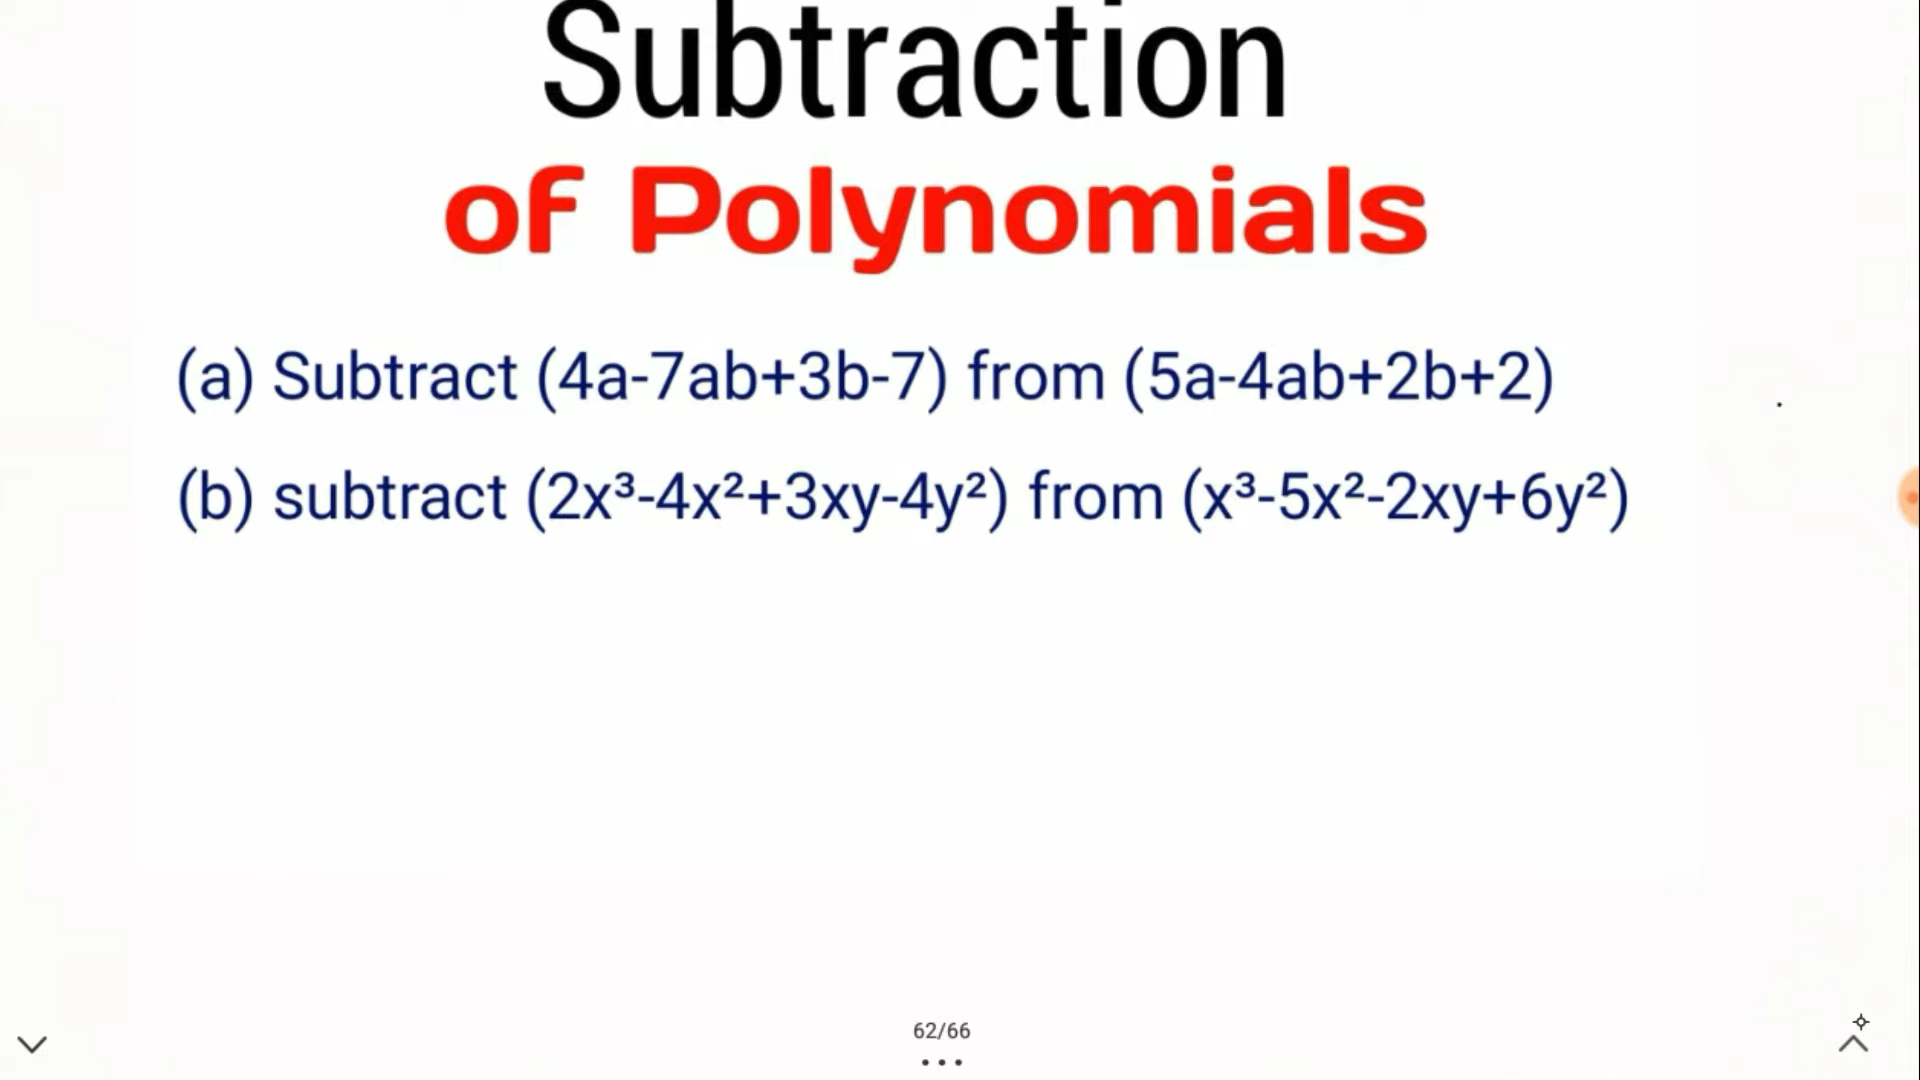 Subtraction
of Polynomials
(a) Subtract (4a-7ab+3b-7) from (5a-4ab+2b+2)
(b) subtract (2x³-4x²+3xy-4y²) from (x³-5x²-2xy+6y²)
62/66